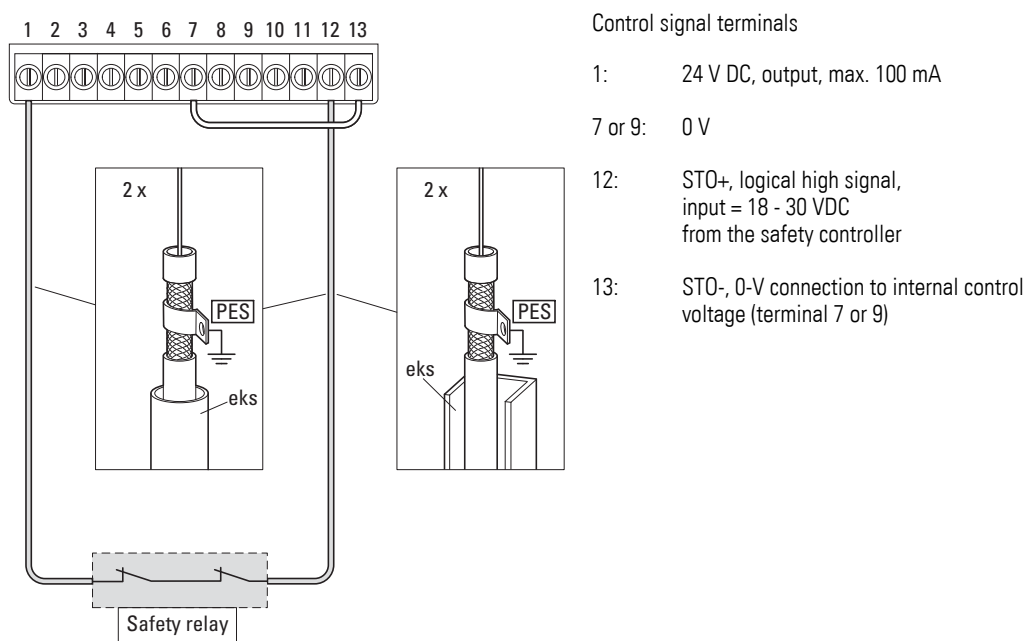 1 2 3 4 5 6 7 8 9 10 11 12 13
2 x
PES
eks
2 x
PES
eks
Safety relay
Control signal terminals
1: 24 V DC, output, max. 100 mA
7 or 9: 0 V
12: STO+, logical high signal,
input = 18 - 30 VDC
from the safety controller
13: STO-, 0-V connection to internal control
voltage (terminal 7 or 9)